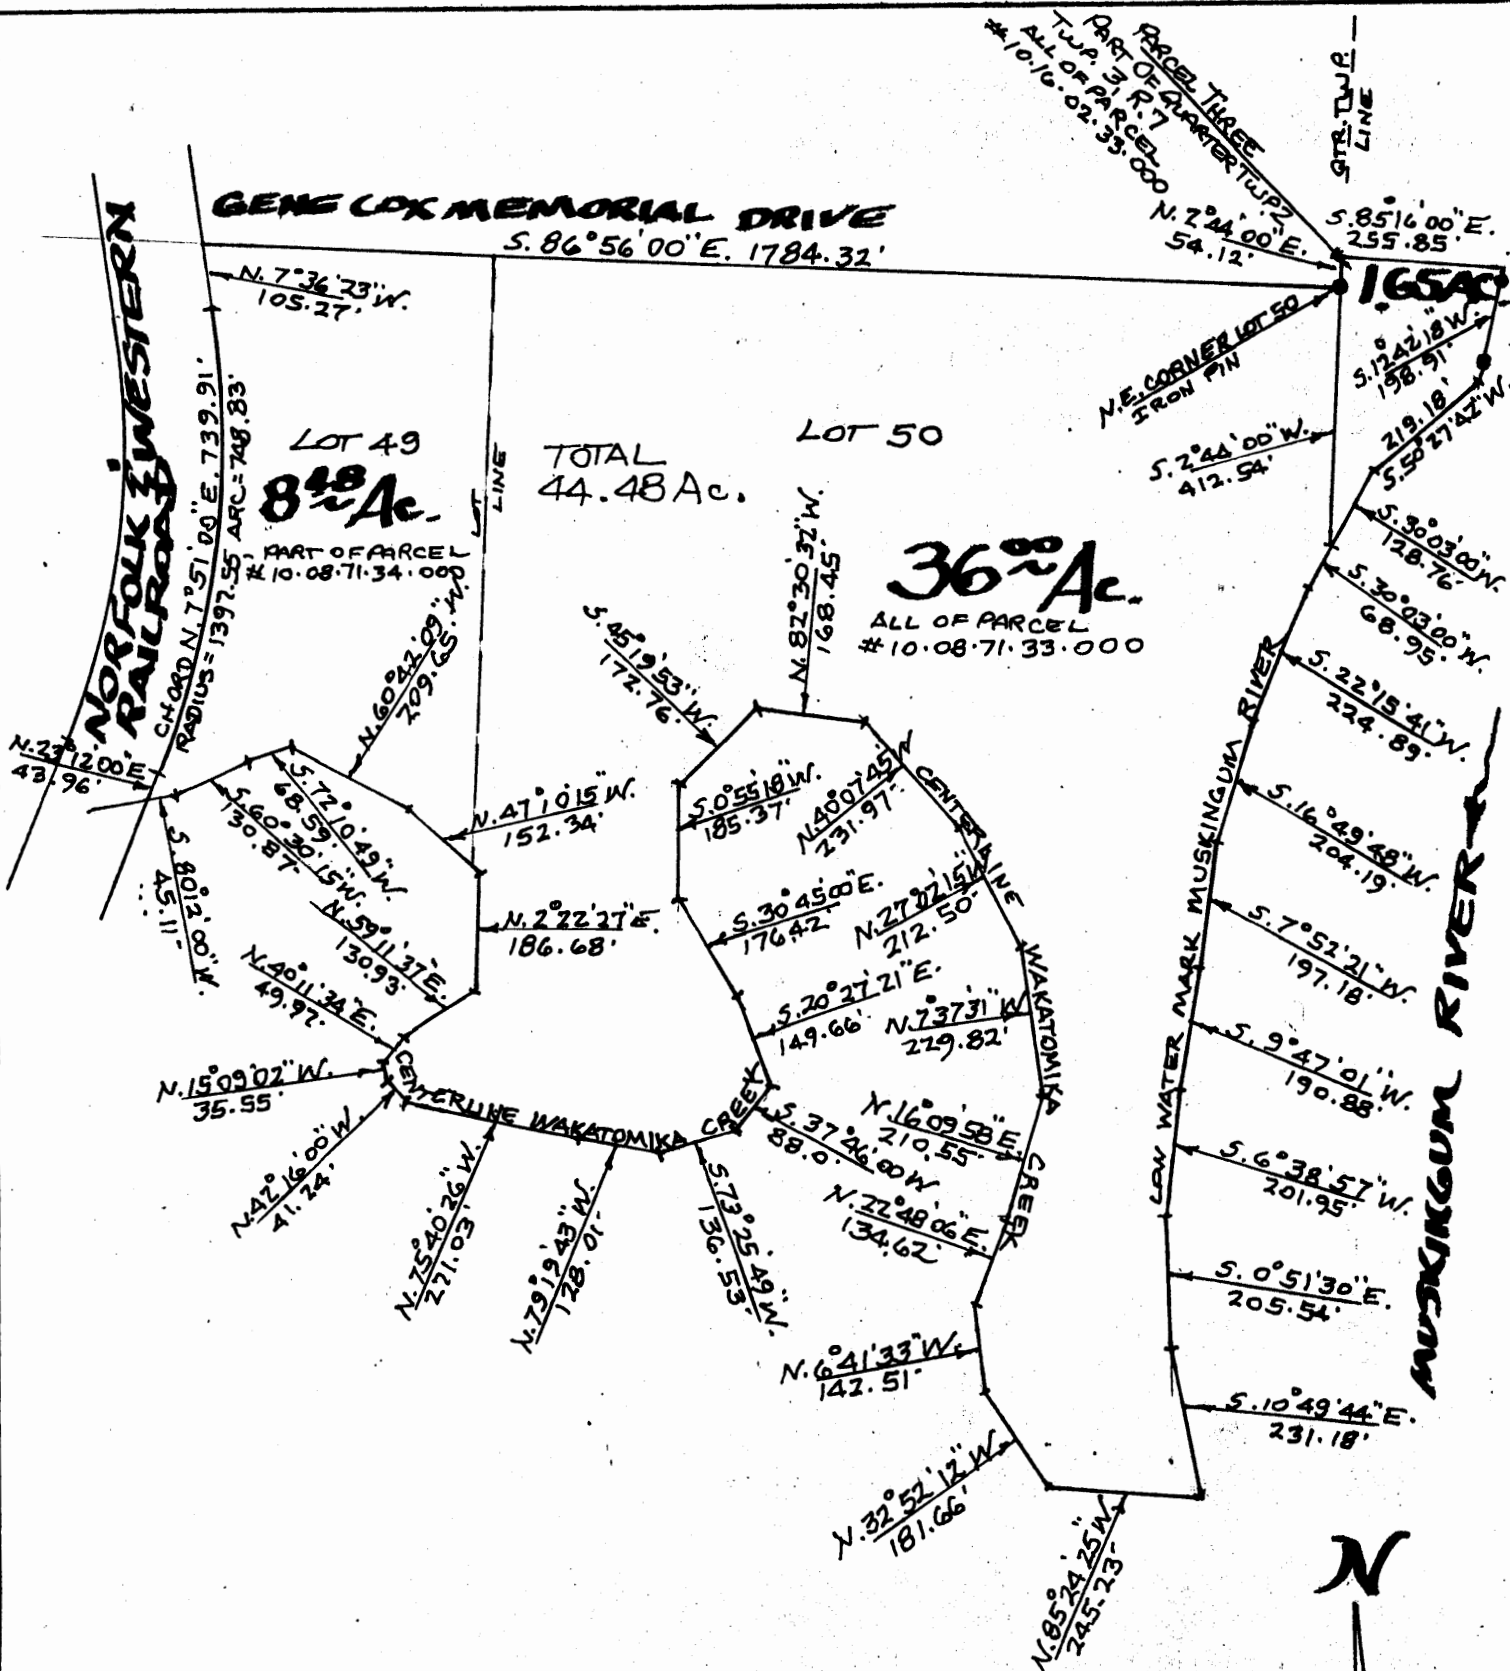 PARCEL THREE
PART OF QUARTER TWP 2
TWP. 3, R. 7
ALL OF PARCEL
#10.16.02.33.000
QTR. TWP.
LINE
GENE COX MEMORIAL DRIVE
S. 86°56'00"E. 1784.32'
N. 2°44'00"E.
54.12'
S. 85°16'00"E.
255.85'
1.65 AC
N. 7°36'23"W.
105.27'
N.E. CORNER LOT 50
IRON PIN
S. 12°42'18"W.
198.91'
219.18'
S. 50°27'42"W.
NORFOLK & WESTERN
RAILROAD
CHORD N. 7°51'00"E. 739.91'
RADIUS = 1397.55 ARC = 748.83'
LOT 49
8 48 Ac.
PART OF PARCEL
#10.08.71.34.000
LOT LINE
TOTAL
44.48 Ac.
LOT 50
36 00 Ac.
ALL OF PARCEL
#10.08.71.33.000
S. 2°44'00"W.
412.54'
S. 30°03'00"W.
128.76'
S. 30°03'00"W.
68.95'
S. 22°15'41"W.
224.89'
S. 16°49'48"W.
204.19'
S. 7°52'21"W.
197.18'
S. 9°47'01"W.
190.88'
S. 6°38'57"W.
201.95'
S. 0°51'30"E.
205.54'
S. 10°49'44"E.
231.18'
LOW WATER MARK MUSKINGUM RIVER
MUSKINGUM RIVER
N. 23°12'00"E.
43.96'
S. 80°12'00"W.
45.11'
S. 60°30'15"W.
130.87'
S. 72°10'49"W.
68.59'
N. 60°42'09"W.
209.65'
N. 47°10'15"W.
152.34'
N. 2°22'27"E.
186.68'
N. 59°11'37"E.
130.93'
N. 40°11'34"E.
49.97'
N. 15°09'02"W.
35.55'
N. 42°16'00"W.
41.24'
N. 75°40'26"W.
271.03'
N. 79°19'43"W.
128.01'
S. 73°25'49"W.
136.53'
S. 37°46'00"W
88.0'
CENTERLINE WAKATOMIKA CREEK
S. 20°27'21"E.
149.66'
S. 30°45'00"E.
176.42'
S. 0°55'18"W.
185.37'
S. 45°19'53"W.
172.76'
N. 82°30'32"W.
168.45'
N. 40°07'45"W
231.97'
N. 27°02'15"W
212.50'
N. 7°37'31"W
229.82'
N. 16°09'58"E.
210.55'
N. 22°48'06"E.
134.62'
CENTERLINE WAKATOMIKA CREEK
N. 6°41'33"W.
142.51'
N. 32°52'12"W.
181.66'
N. 85°24'25"W.
245.23'
N